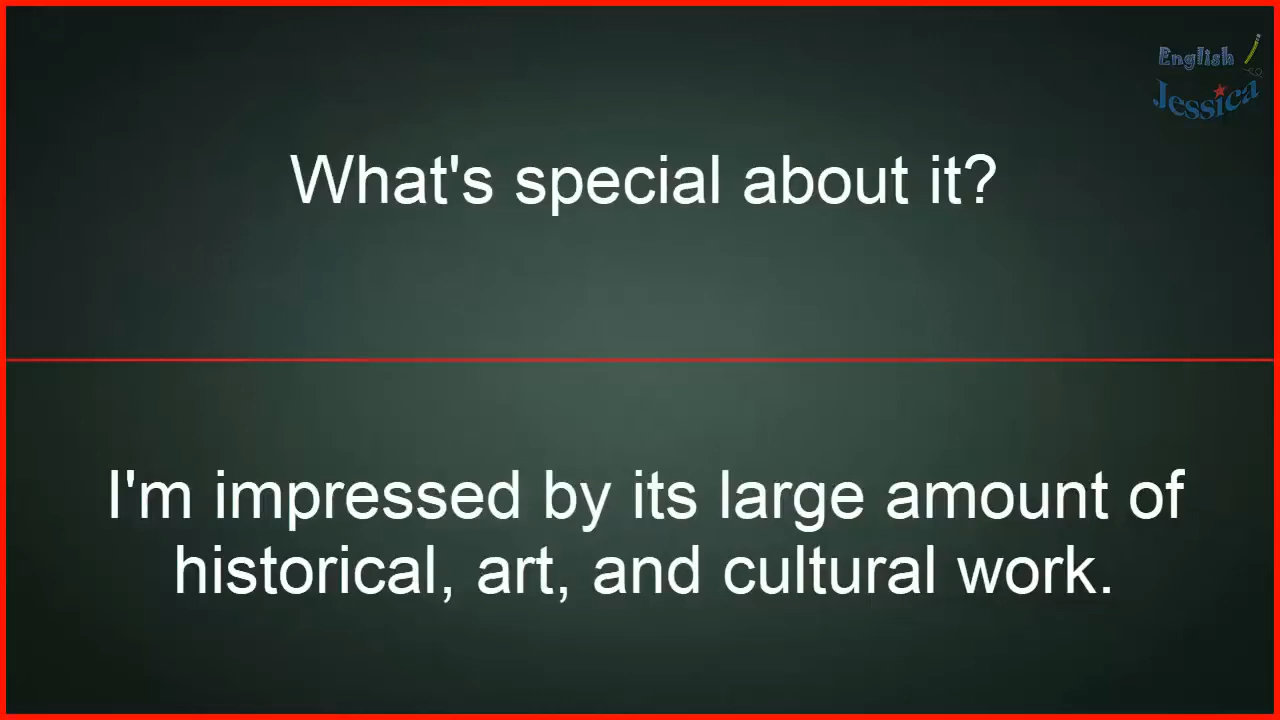 English
Jessica
What's special about it?
I'm impressed by its large amount of
historical, art, and cultural work.